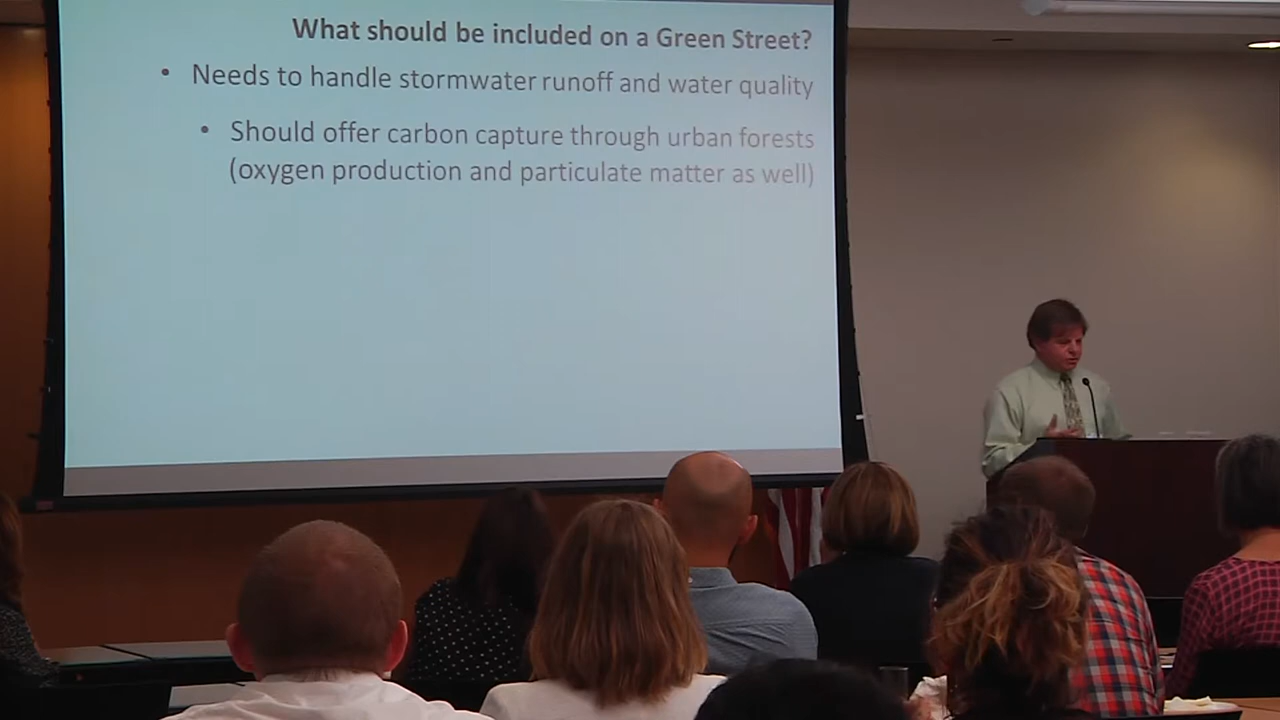 What should be included on a Green Street?
• Needs to handle stormwater runoff and water quality
• Should offer carbon capture through urban forests
(oxygen production and particulate matter as well)